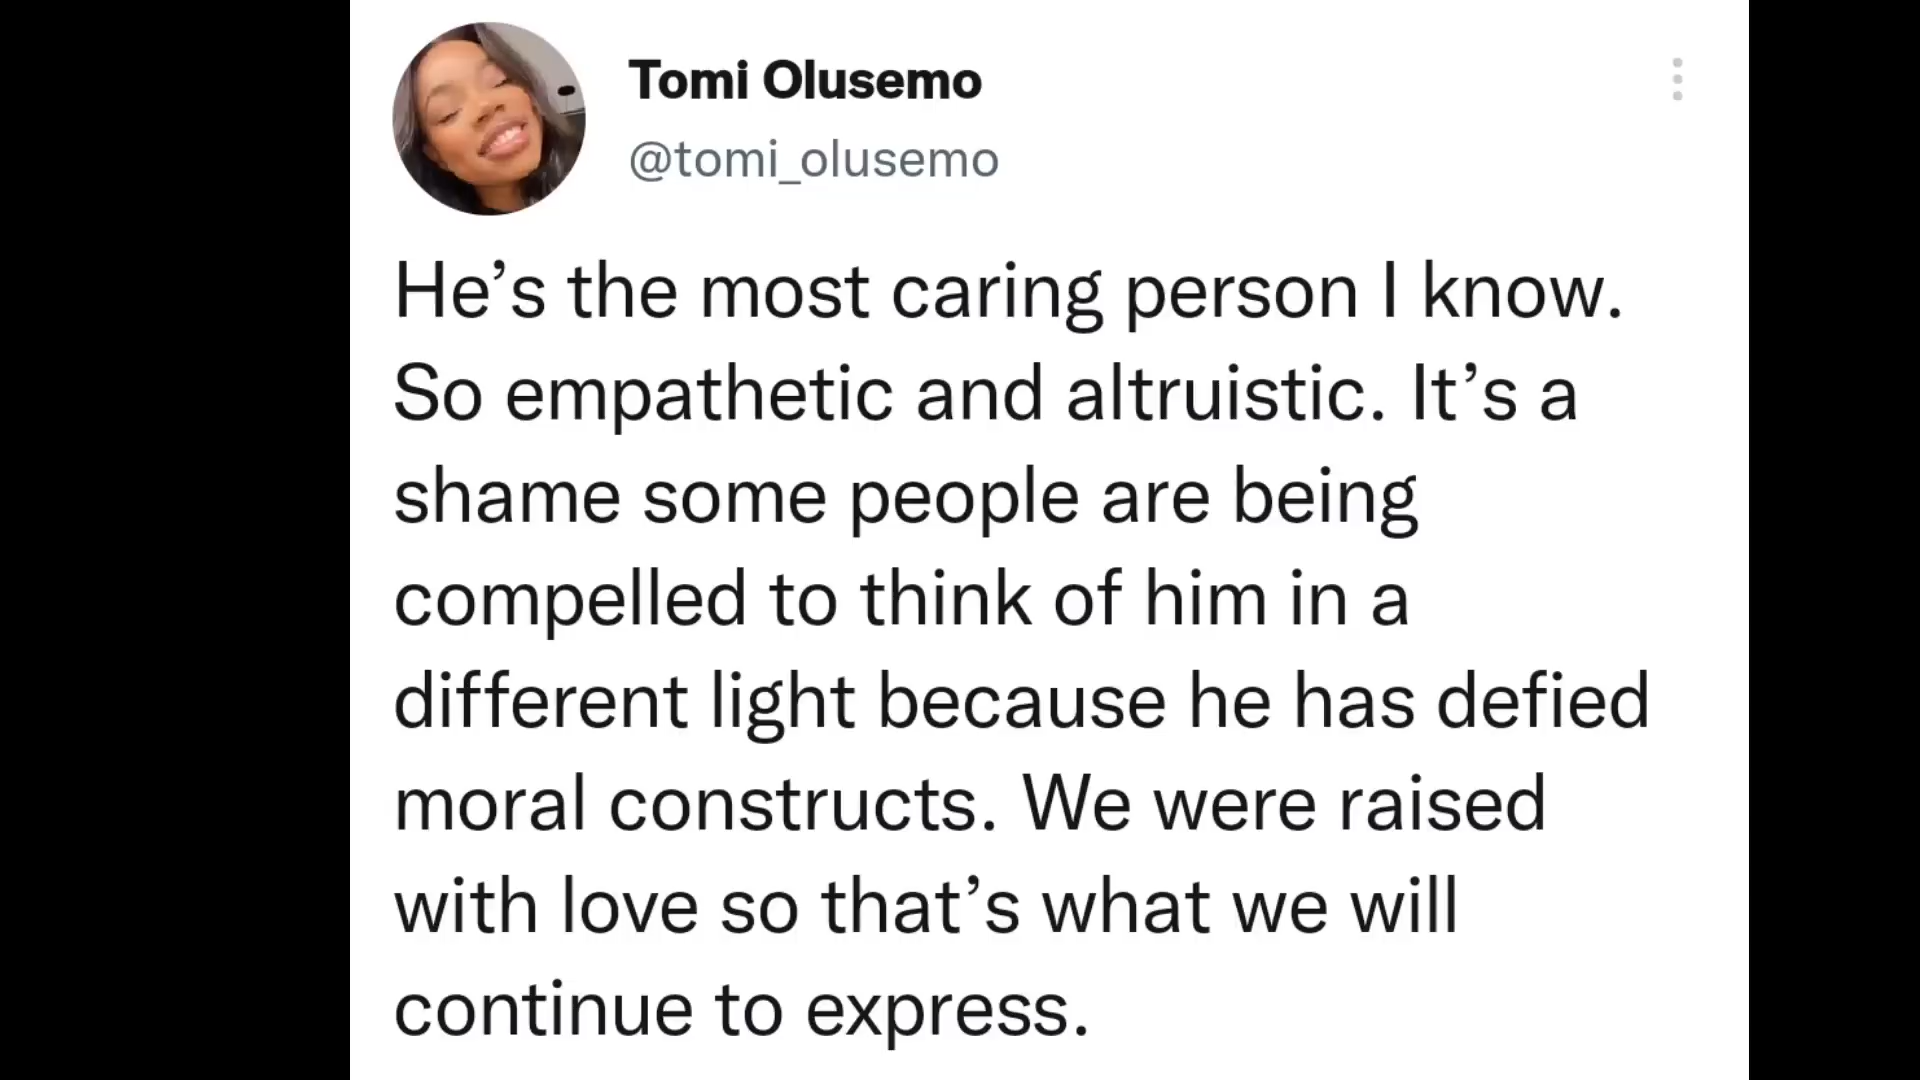 Tomi Olusemo
@tomi_olusemo
He’s the most caring person I know.
So empathetic and altruistic. It’s a
shame some people are being
compelled to think of him in a
different light because he has defied
moral constructs. We were raised
with love so that’s what we will
continue to express.